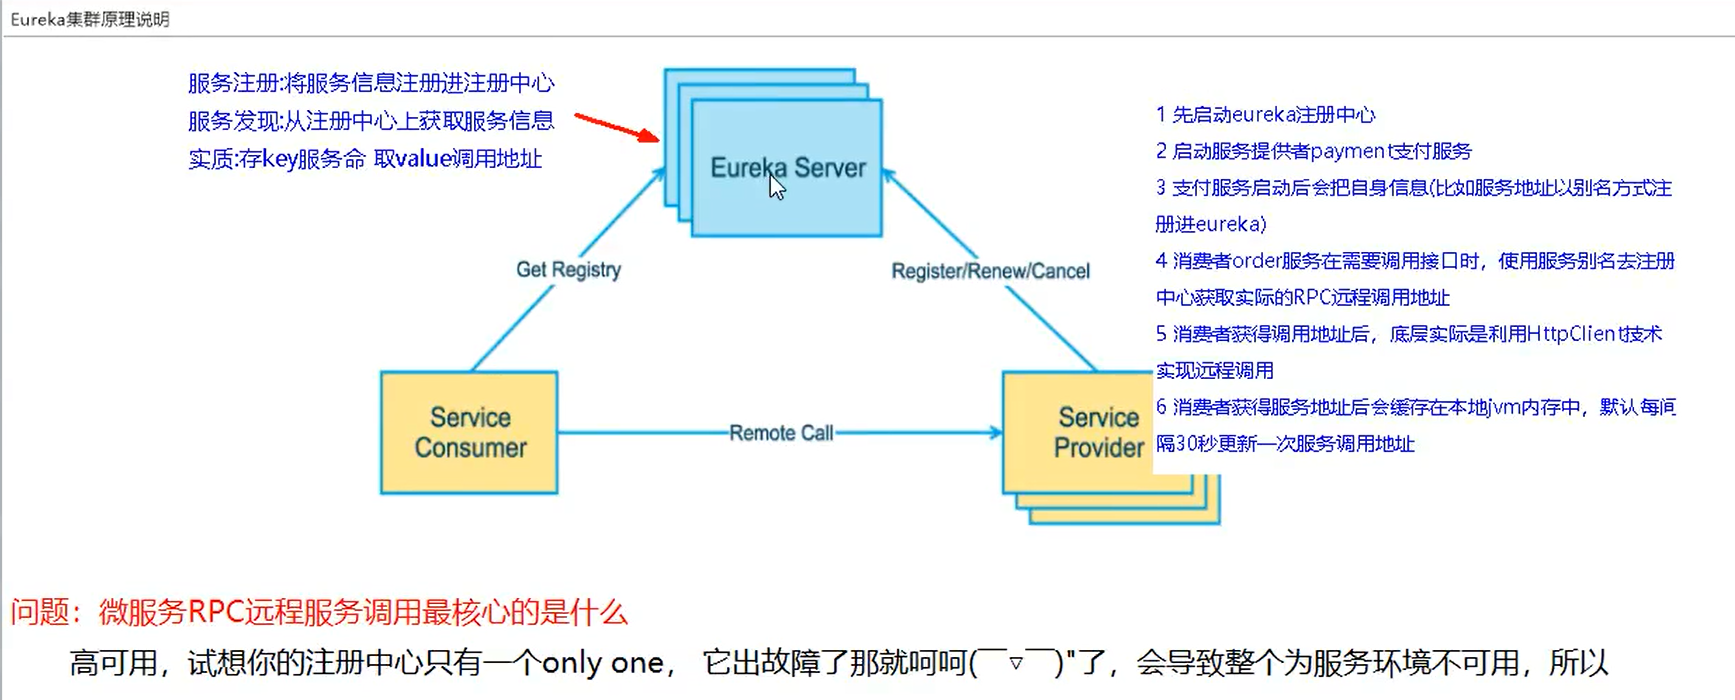 Eureka集群原理说明
服务注册:将服务信息注册进注册中心
服务发现:从注册中心上获取服务信息
实质:存key服务命 取value调用地址
Eureka Server
Get Registry
Register/Renew/Cancel
Service
Consumer
Remote Call
Service
Provider
1 先启动eureka注册中心
2 启动服务提供者payment支付服务
3 支付服务启动后会把自身信息(比如服务地址以别名方式注
册进eureka)
4 消费者order服务在需要调用接口时，使用服务别名去注册
中心获取实际的RPC远程调用地址
5 消费者获得调用地址后，底层实际是利用HttpClient技术
实现远程调用
6 消费者获得服务地址后会缓存在本地jvm内存中，默认每间
隔30秒更新一次服务调用地址
问题：微服务RPC远程服务调用最核心的是什么
高可用，试想你的注册中心只有一个only one， 它出故障了那就呵呵(￣▽￣)"了，会导致整个为服务环境不可用，所以